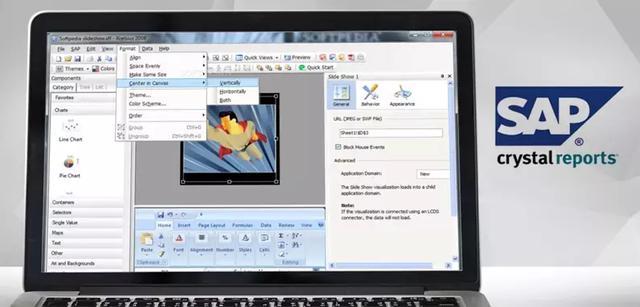 Softpedia slideshow.xlf - Xcelsius 2008
File SAP Edit View Format Data
Quick Views Preview
Themes Colors
Quick Start
Components
Category Tree List
Favorites
Charts
Line Chart
Pie Chart
Containers
Selectors
Single Value
Maps
Text
Other
Art and Backgrounds
Align
Space Evenly
Make Same Size
Center in Canvas
Theme...
Color Scheme...
Order
Group Ctrl+G
Ungroup Ctrl+Shift+G
Vertically
Horizontally
Both
SOFTPEDIA
Home Insert Page Layout Formulas Data Review View
Paste Font Alignment Number Styles Cells
Clipboard Editing
Slide Show 1
General Behavior Appearance
URL (JPEG or SWF File)
Sheet1!$D$3
Block Mouse Events
Advanced
Application Domain: New
The Slide Show visualization loads into a child
application domain.
Note:
If the visualization is connected using an LCDS
connector, the data will not load.
SAP®
crystal reports